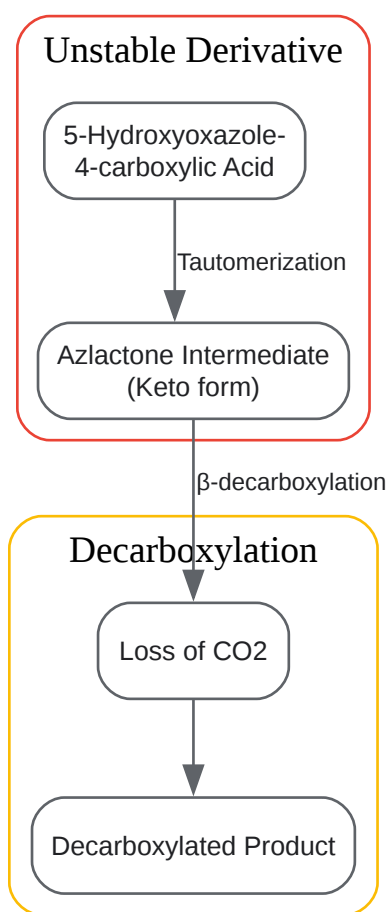 Unstable Derivative
5-Hydroxyoxazole-
4-carboxylic Acid
Tautomerization
Azlactone Intermediate
(Keto form)
β-decarboxylation
Decarboxylation
Loss of CO2
Decarboxylated Product